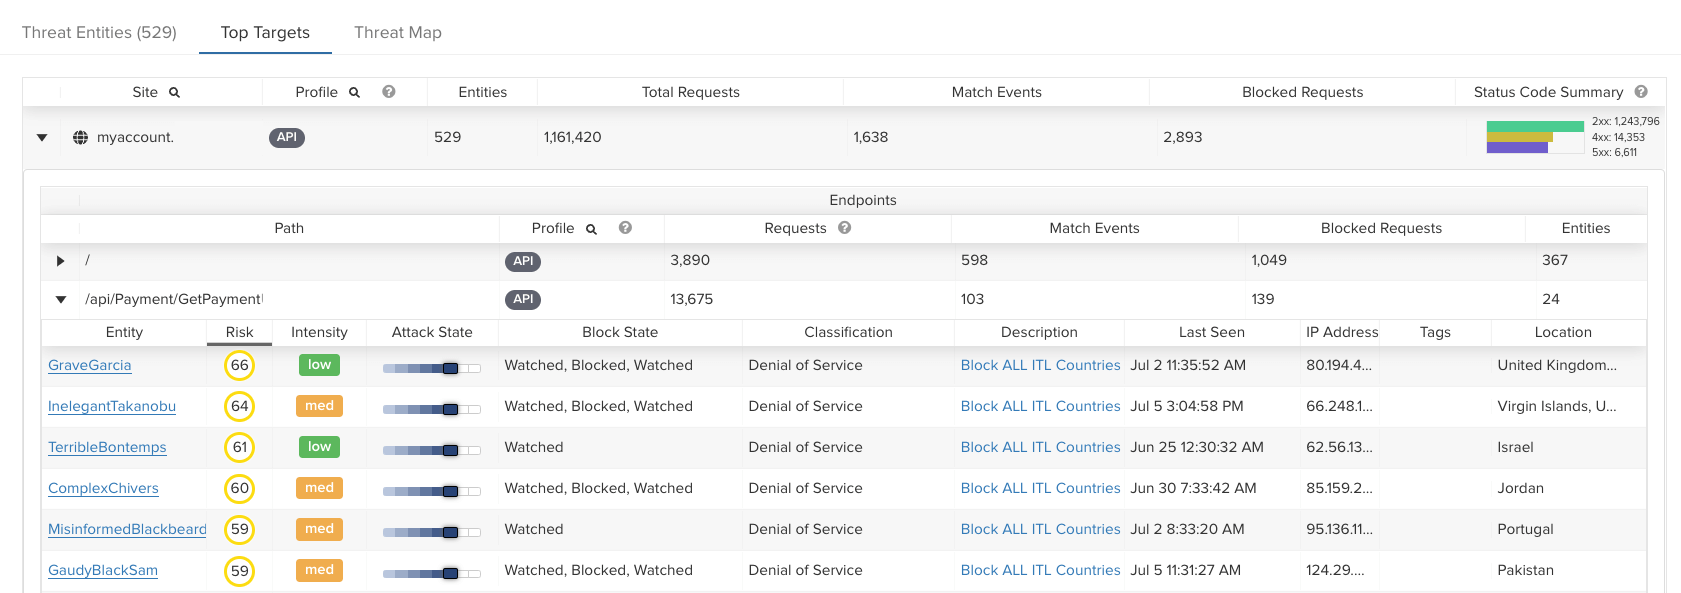 Threat Entities (529) Top Targets Threat Map
Site Profile ? Entities Total Requests Match Events Blocked Requests Status Code Summary ?
myaccount. API 529 1,161,420 1,638 2,893 2xx: 1,243,796
4xx: 14,353
5xx: 6,611
Endpoints
Path Profile ? Requests ? Match Events Blocked Requests Entities
/ API 3,890 598 1,049 367
/api/Payment/GetPayment API 13,675 103 139 24
Entity Risk Intensity Attack State Block State Classification Description Last Seen IP Address Tags Location
GraveGarcia 66 low Watched, Blocked, Watched Denial of Service Block ALL ITL Countries Jul 2 11:35:52 AM 80.194.4... United Kingdom...
InelegantTakanobu 64 med Watched, Blocked, Watched Denial of Service Block ALL ITL Countries Jul 5 3:04:58 PM 66.248.1... Virgin Islands, U...
TerribleBontemps 61 low Watched Denial of Service Block ALL ITL Countries Jun 25 12:30:32 AM 62.56.13... Israel
ComplexChivers 60 med Watched, Blocked, Watched Denial of Service Block ALL ITL Countries Jun 30 7:33:42 AM 85.159.2... Jordan
MisinformedBlackbeard 59 med Watched Denial of Service Block ALL ITL Countries Jul 2 8:33:20 AM 95.136.11... Portugal
GaudyBlackSam 59 med Watched, Blocked, Watched Denial of Service Block ALL ITL Countries Jul 5 11:31:27 AM 124.29.... Pakistan